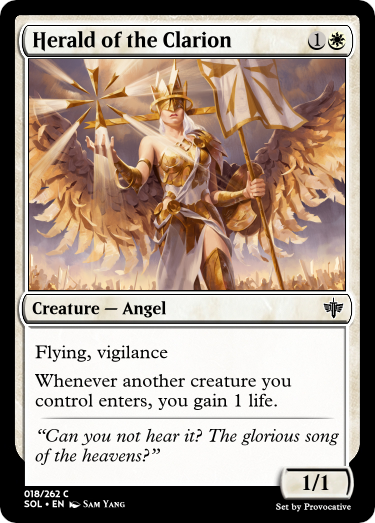 Herald of the Clarion 1
Creature — Angel
Flying, vigilance
Whenever another creature you
control enters, you gain 1 life.
“Can you not hear it? The glorious song
of the heavens?”
1/1
018/262 C
SOL • EN Sam Yang
Set by Provocative